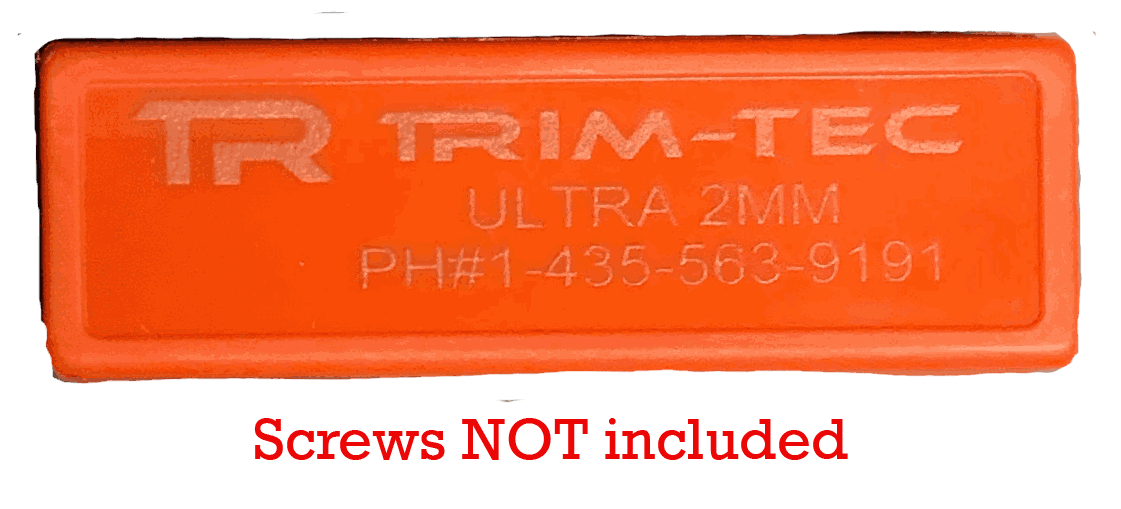 TR TRIM-TEC
ULTRA 2MM
PH#1-435-563-9191
Screws NOT included